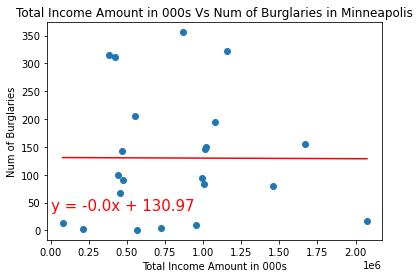 Total Income Amount in 000s Vs Num of Burglaries in Minneapolis
350
300
250
200
150
100
50
0
Num of Burglaries
y = -0.0x + 130.97
0.00 0.25 0.50 0.75 1.00 1.25 1.50 1.75 2.00
1e6
Total Income Amount in 000s